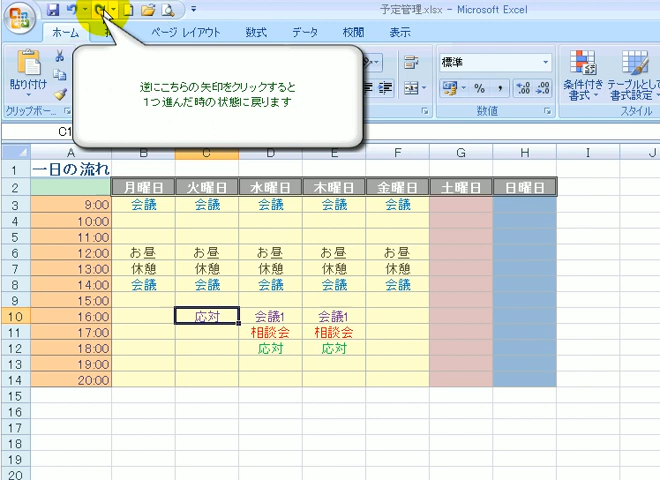 予定管理.xlsx - Microsoft Excel
ホーム
ページ レイアウト 数式 データ 校閲 表示
逆にこちらの矢印をクリックすると
1つ進んだ時の状態に戻ります
貼り付け
クリップボー...
標準
% ,
数値
条件付き
書式
テーブルとして
書式設定
スタイル
C1
A B C D E F G H I J
1 一日の流れ
2 月曜日 火曜日 水曜日 木曜日 金曜日 土曜日 日曜日
3 9:00 会議 会議 会議 会議 会議
4 10:00
5 11:00
6 12:00 お昼 お昼 お昼 お昼 お昼
7 13:00 休憩 休憩 休憩 休憩 休憩
8 14:00 会議 会議 会議 会議 会議
9 15:00
10 16:00 応対 会議1 会議1
11 17:00 相談会 相談会
12 18:00 応対 応対
13 19:00
14 20:00
15
16
17
18
19
20